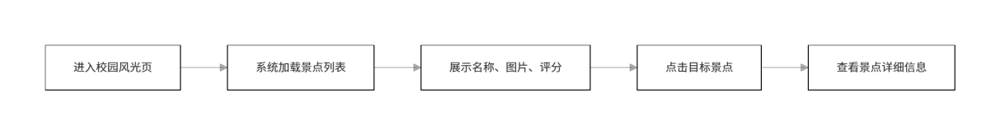 进入校园风光页
系统加载景点列表
展示名称、图片、评分
点击目标景点
查看景点详细信息